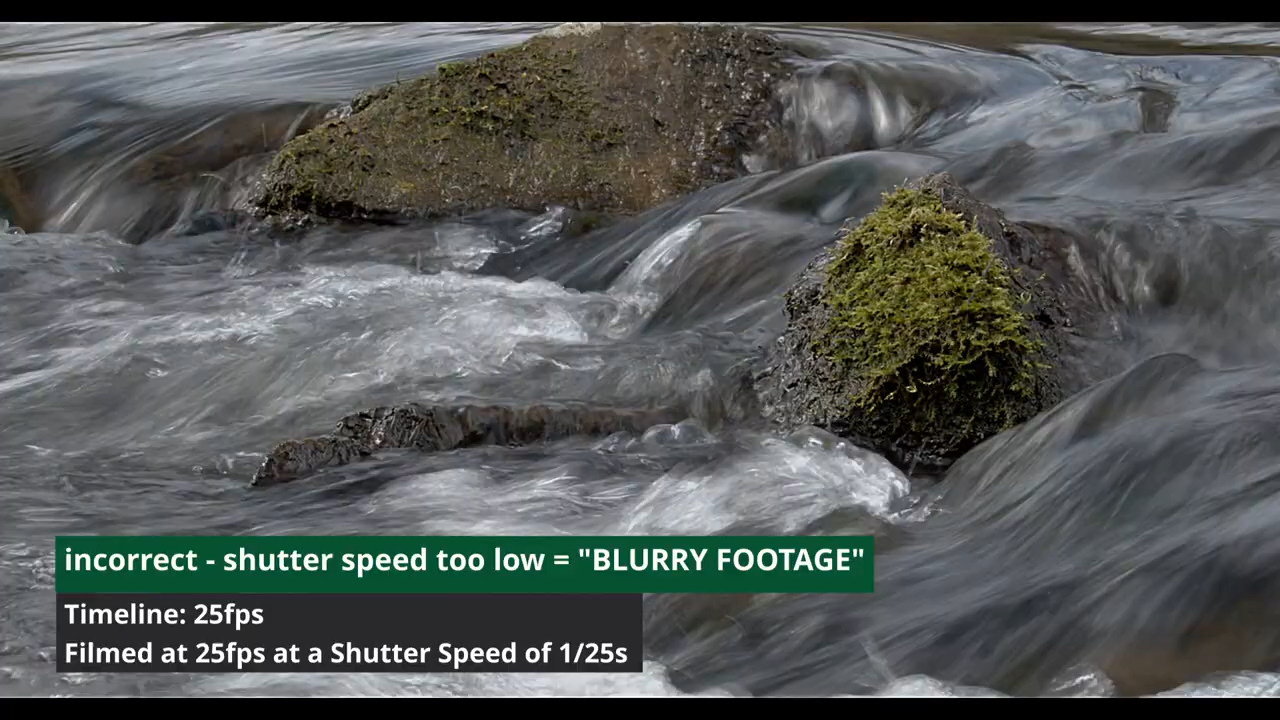 incorrect - shutter speed too low = "BLURRY FOOTAGE"
Timeline: 25fps
Filmed at 25fps at a Shutter Speed of 1/25s